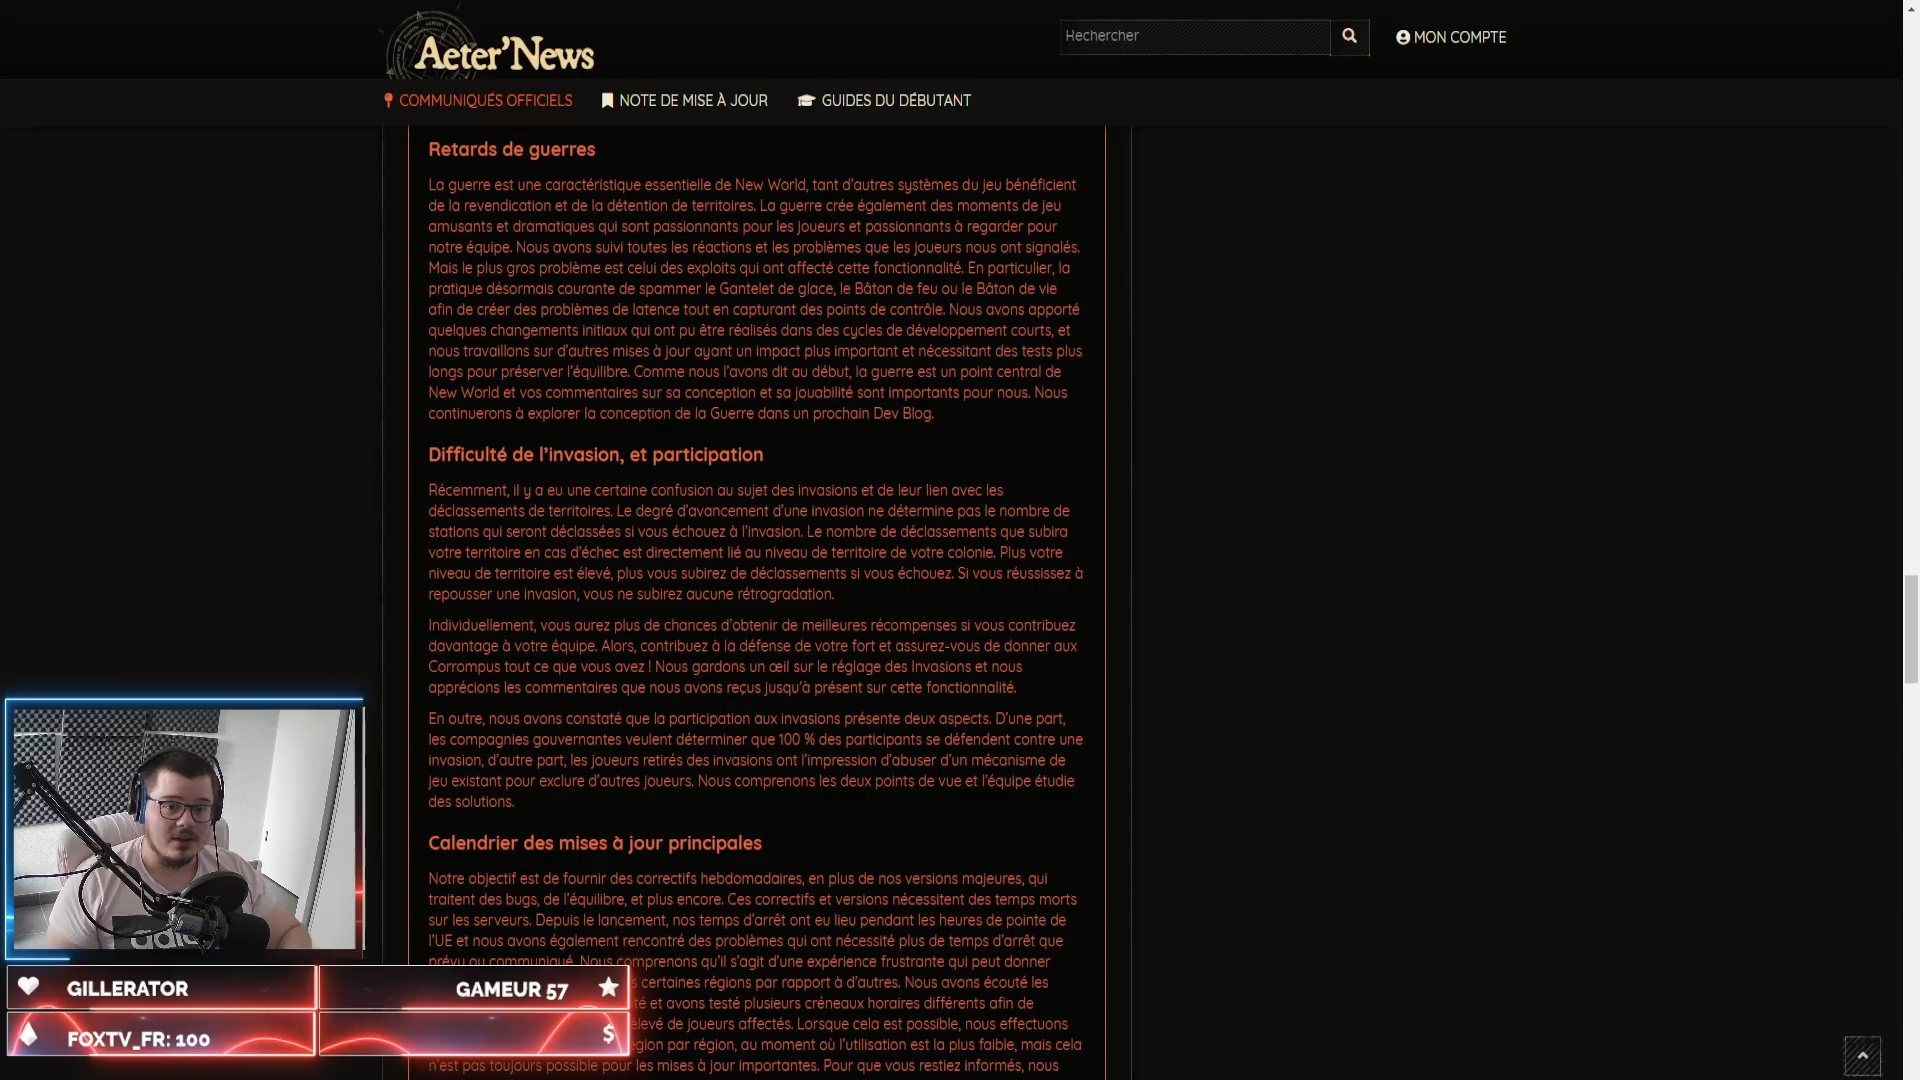 Aeter'News
Rechercher
MON COMPTE
COMMUNIQUÉS OFFICIELS
NOTE DE MISE À JOUR
GUIDES DU DÉBUTANT
Retards de guerres
La guerre est une caractéristique essentielle de New World, tant d'autres systèmes du jeu bénéficient
de la revendication et de la détention de territoires. La guerre crée également des moments de jeu
amusants et dramatiques qui sont passionnants pour les joueurs et passionnants à regarder pour
notre équipe. Nous avons suivi toutes les réactions et les problèmes que les joueurs nous ont signalés.
Mais le plus gros problème est celui des exploits qui ont affecté cette fonctionnalité. En particulier, la
pratique désormais courante de spammer le Gantelet de glace, le Bâton de feu ou le Bâton de vie
afin de créer des problèmes de latence tout en capturant des points de contrôle. Nous avons apporté
quelques changements initiaux qui ont pu être réalisés dans des cycles de développement courts, et
nous travaillons sur d'autres mises à jour ayant un impact plus important et nécessitant des tests plus
longs pour préserver l'équilibre. Comme nous l'avons dit au début, la guerre est un point central de
New World et vos commentaires sur sa conception et sa jouabilité sont importants pour nous. Nous
continuerons à explorer la conception de la Guerre dans un prochain Dev Blog.
Difficulté de l'invasion, et participation
Récemment, il y a eu une certaine confusion au sujet des invasions et de leur lien avec les
déclassements de territoires. Le degré d'avancement d'une invasion ne détermine pas le nombre de
stations qui seront déclassées si vous échouez à l'invasion. Le nombre de déclassements que subira
votre territoire en cas d'échec est directement lié au niveau de territoire de votre colonie. Plus votre
niveau de territoire est élevé, plus vous subirez de déclassements si vous échouez. Si vous réussissez à
repousser une invasion, vous ne subirez aucune rétrogradation.
Individuellement, vous aurez plus de chances d'obtenir de meilleures récompenses si vous contribuez
davantage à votre équipe. Alors, contribuez à la défense de votre fort et assurez-vous de donner aux
Corrompus tout ce que vous avez ! Nous gardons un œil sur le réglage des Invasions et nous
apprécions les commentaires que nous avons reçus jusqu'à présent sur cette fonctionnalité.
En outre, nous avons constaté que la participation aux invasions présente deux aspects. D'une part,
les compagnies gouvernantes veulent déterminer que 100 % des participants se défendent contre une
invasion, d'autre part, les joueurs retirés des invasions ont l'impression d'abuser d'un mécanisme de
jeu existant pour exclure d'autres joueurs. Nous comprenons les deux points de vue et l'équipe étudie
des solutions.
Calendrier des mises à jour principales
Notre objectif est de fournir des correctifs hebdomadaires, en plus de nos versions majeures, qui
traitent des bugs, de l'équilibre, et plus encore. Ces correctifs et versions nécessitent des temps morts
sur les serveurs. Depuis le lancement, nos temps d'arrêt ont eu lieu pendant les heures de pointe de
l'UE et nous avons également rencontré des problèmes qui ont nécessité plus de temps d'arrêt que
prévu ou communiqué. Nous comprenons qu'il s'agit d'une expérience frustrante qui peut donner
certaines régions par rapport à d'autres. Nous avons écouté les
et avons testé plusieurs créneaux horaires différents afin de
de joueurs affectés. Lorsque cela est possible, nous effectuons
région par région, au moment où l'utilisation est la plus faible, mais cela
n'est pas toujours possible pour les mises à jour importantes. Pour que vous restiez informés, nous
adidas
GILLERATOR
GAMEUR 57
FOXTV_FR: 100
$